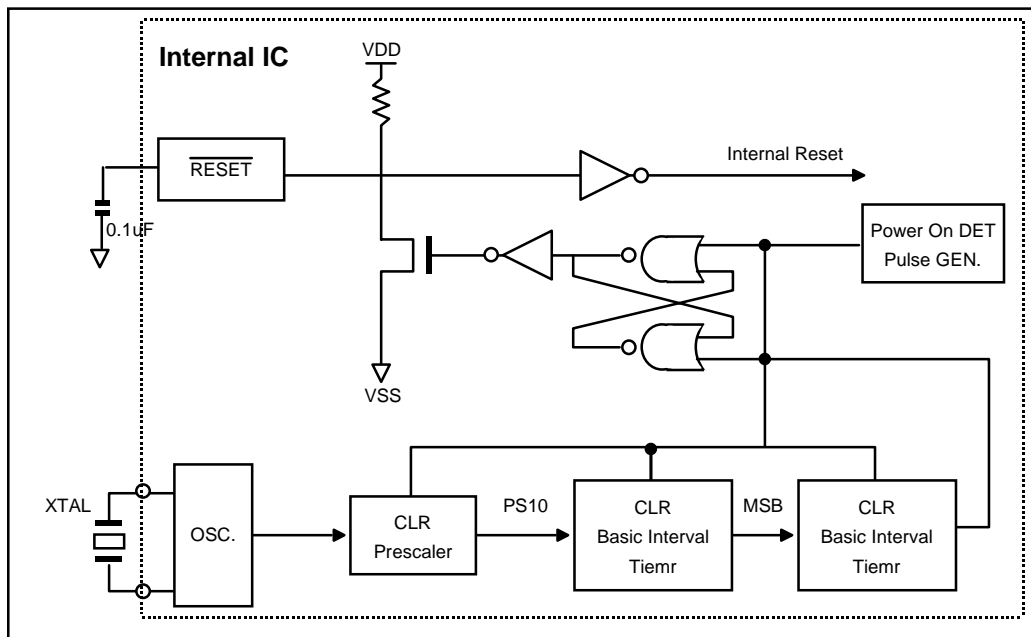 Internal IC
VDD
RESET
Internal Reset
0.1uF
Power On DET
Pulse GEN.
VSS
XTAL
OSC.
CLR
Prescaler
PS10
CLR
Basic Interval
Tiemr
MSB
CLR
Basic Interval
Tiemr